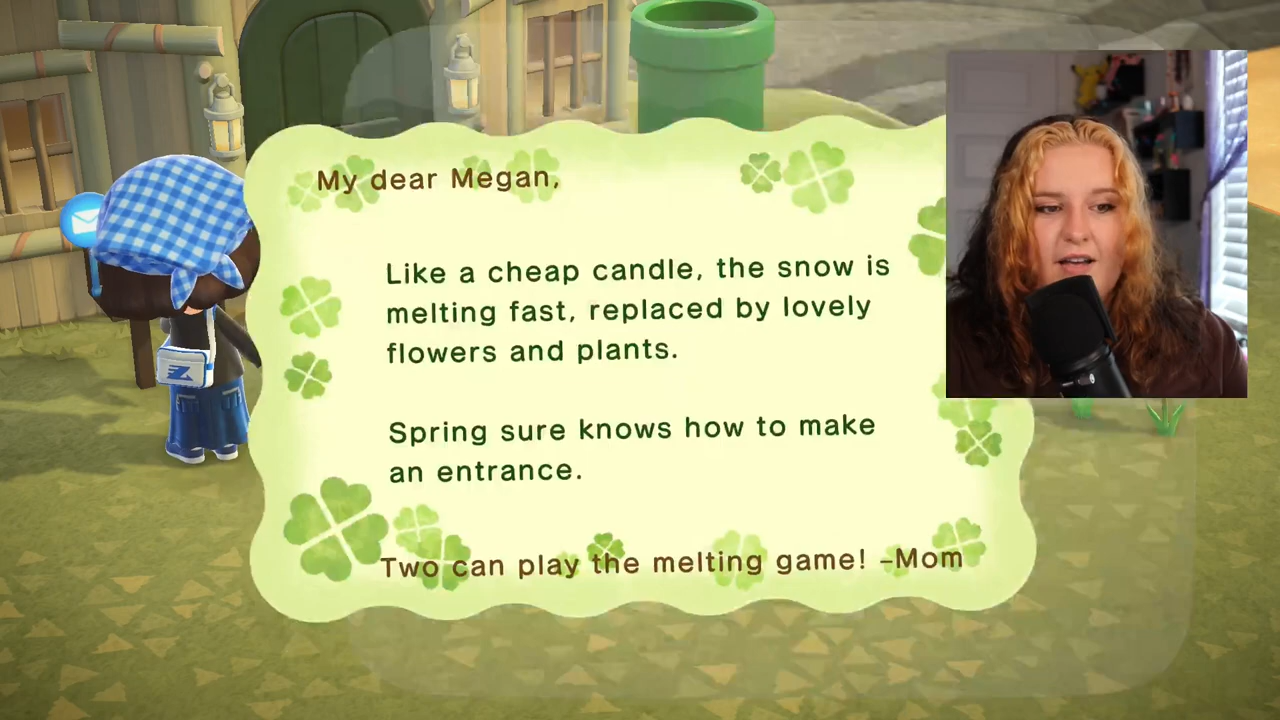 My dear Megan,
Like a cheap candle, the snow is
melting fast, replaced by lovely
flowers and plants.
Spring sure knows how to make
an entrance.
Two can play the melting game! -Mom